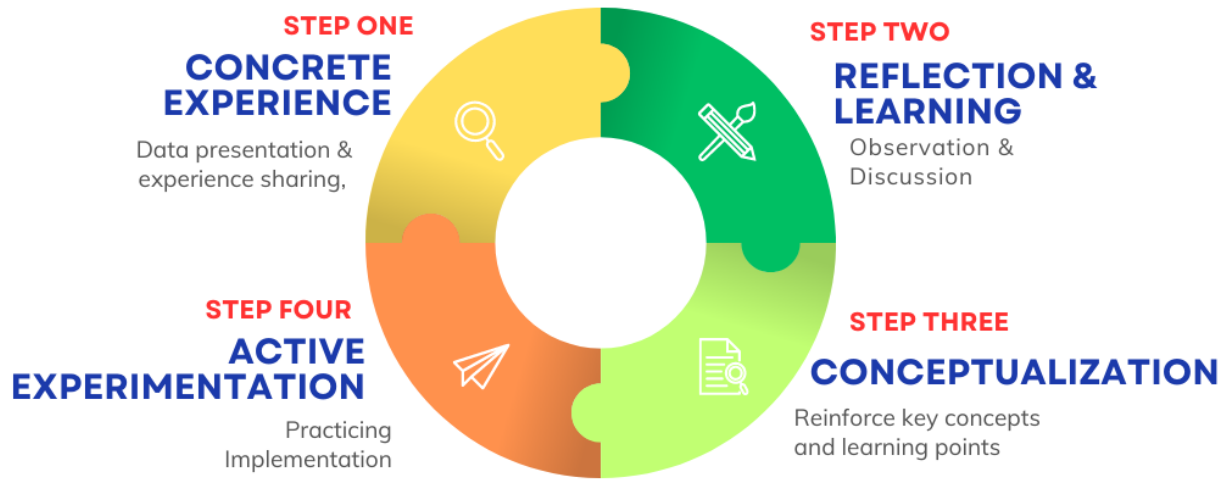 STEP ONE
CONCRETE
EXPERIENCE
Data presentation &
experience sharing,
STEP TWO
REFLECTION &
LEARNING
Observation &
Discussion
STEP THREE
CONCEPTUALIZATION
Reinforce key concepts
and learning points
STEP FOUR
ACTIVE
EXPERIMENTATION
Practicing
Implementation